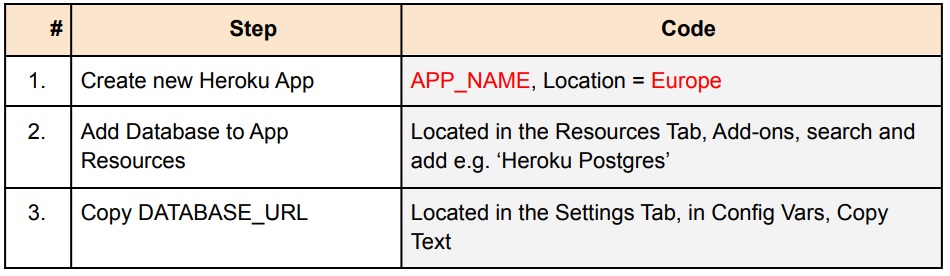 # Step Code
1. Create new Heroku App APP_NAME, Location = Europe
2. Add Database to App Located in the Resources Tab, Add-ons, search and
Resources add e.g. ‘Heroku Postgres’
3. Copy DATABASE_URL Located in the Settings Tab, in Config Vars, Copy
Text